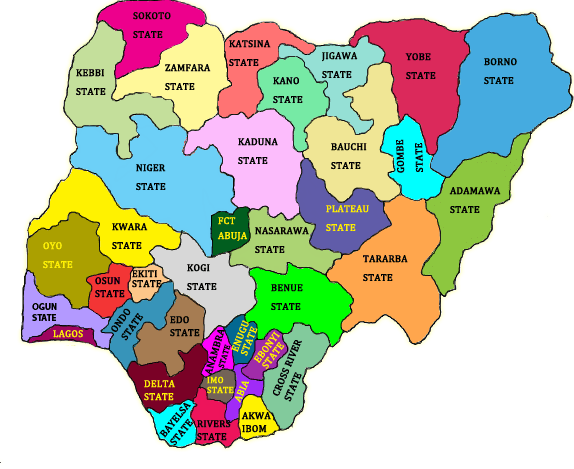 SOKOTO
STATE
KATSINA
STATE
JIGAWA
STATE
YOBE
STATE
BORNO
STATE
KEBBI
STATE
ZAMFARA
STATE
KANO
STATE
KADUNA
STATE
BAUCHI
STATE
GOMBE
STATE
NIGER
STATE
ADAMAWA
STATE
PLATEAU
STATE
FCT
ABUJA
KWARA
STATE
NASARAWA
STATE
OYO
STATE
TARARBA
STATE
KOGI
STATE
OSUN
STATE
EKITI
STATE
BENUE
STATE
OGUN
STATE
LAGOS
ONDO
STATE
EDO
STATE
ENUGU
STATE
ANAMBRA
STATE
EBONYI
STATE
CROSS RIVER
STATE
DELTA
STATE
IMO
STATE
ABIA
BAYELSA
STATE
RIVERS
STATE
AKWA
IBOM